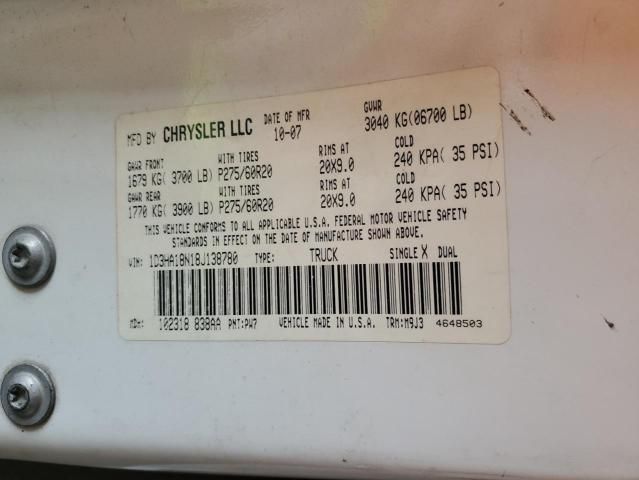 MFD BY CHRYSLER LLC DATE OF MFR 10-07 GVWR 3040 KG(06700 LB)
GAWR FRONT WITH TIRES RIMS AT COLD
1679 KG( 3700 LB) P275/60R20 20X9.0 240 KPA( 35 PSI)
GAWR REAR WITH TIRES RIMS AT COLD
1770 KG( 3900 LB) P275/60R20 20X9.0 240 KPA( 35 PSI)
THIS VEHICLE CONFORMS TO ALL APPLICABLE U.S.A. FEDERAL MOTOR VEHICLE SAFETY
STANDARDS IN EFFECT ON THE DATE OF MANUFACTURE SHOWN ABOVE.
VIN: 1D3HA18N18J138780 TYPE: TRUCK SINGLE X DUAL
MDH: 102318 838AA PNT:PW7 VEHICLE MADE IN U.S.A. TRM:M9J3 4648503